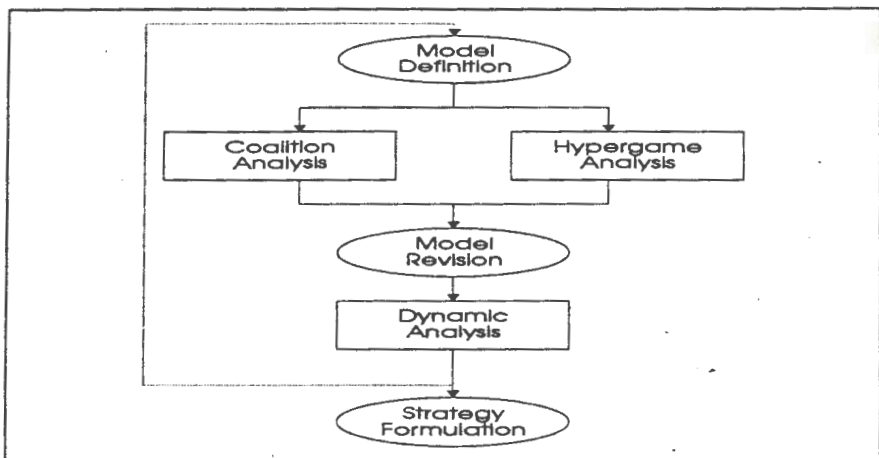 Model
Definition
Coalition
Analysis
Hypergame
Analysis
Model
Revision
Dynamic
Analysis
Strategy
Formulation